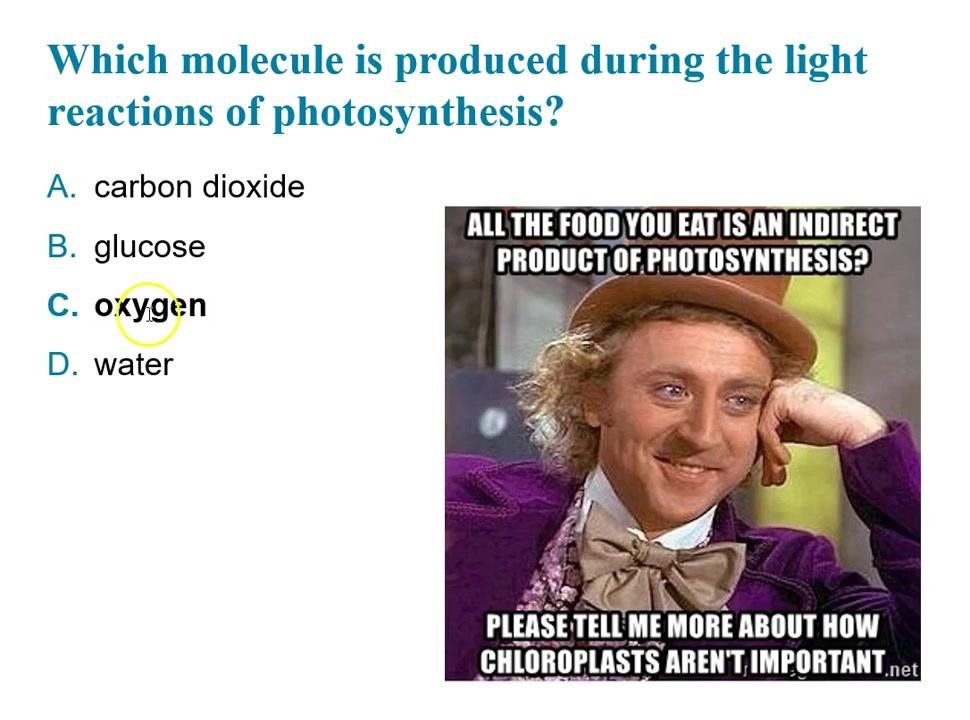 Which molecule is produced during the light
reactions of photosynthesis?
A. carbon dioxide
B. glucose
C. oxygen
D. water
ALL THE FOOD YOU EAT IS AN INDIRECT
PRODUCT OF PHOTOSYNTHESIS?
PLEASE TELL ME MORE ABOUT HOW
CHLOROPLASTS AREN'T IMPORTANT
.net